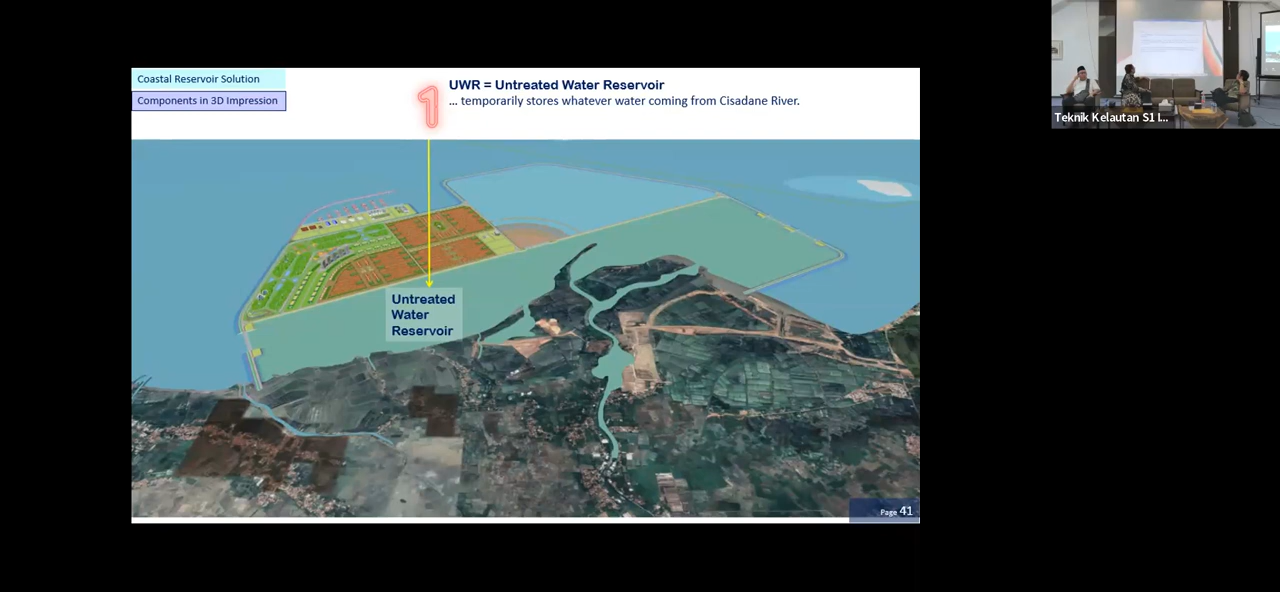 Coastal Reservoir Solution
Components in 3D Impression
1
UWR = Untreated Water Reservoir
... temporarily stores whatever water coming from Cisadane River.
Untreated
Water
Reservoir
Page 41
Teknik Kelautan S1 I...